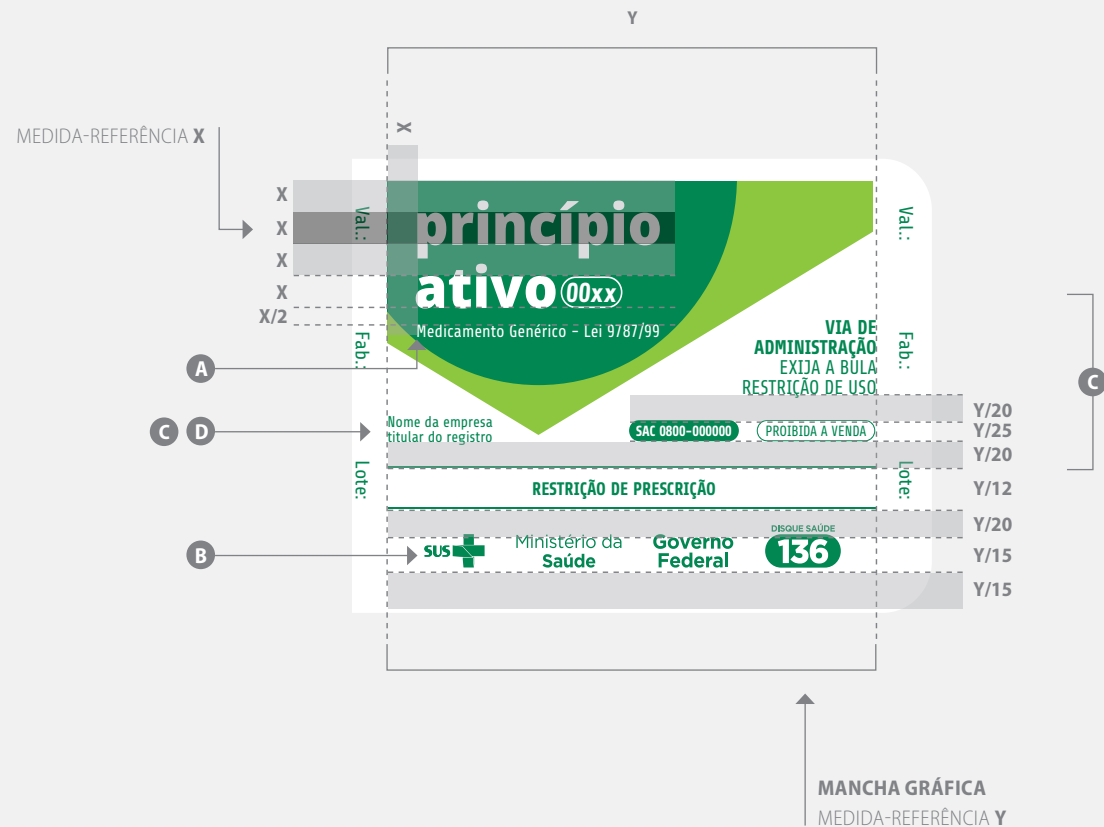 Y
MEDIDA-REFERÊNCIA X
X
X
X
X
X
X/2
Val.:
Fab.:
Lote:
princípio
ativo 00xx
Medicamento Genérico – Lei 9787/99
VIA DE
ADMINISTRAÇÃO
EXIJA A BULA
RESTRIÇÃO DE USO
Val.:
Fab.:
Lote:
A
C D
Nome da empresa
titular do registro
SAC 0800-000000 PROIBIDA A VENDA
C
Y/20
Y/25
Y/20
Y/12
Y/20
Y/15
Y/15
RESTRIÇÃO DE PRESCRIÇÃO
B
SUS
Ministério da
Saúde
Governo
Federal
DISQUE SAÚDE
136
MANCHA GRÁFICA
MEDIDA-REFERÊNCIA Y